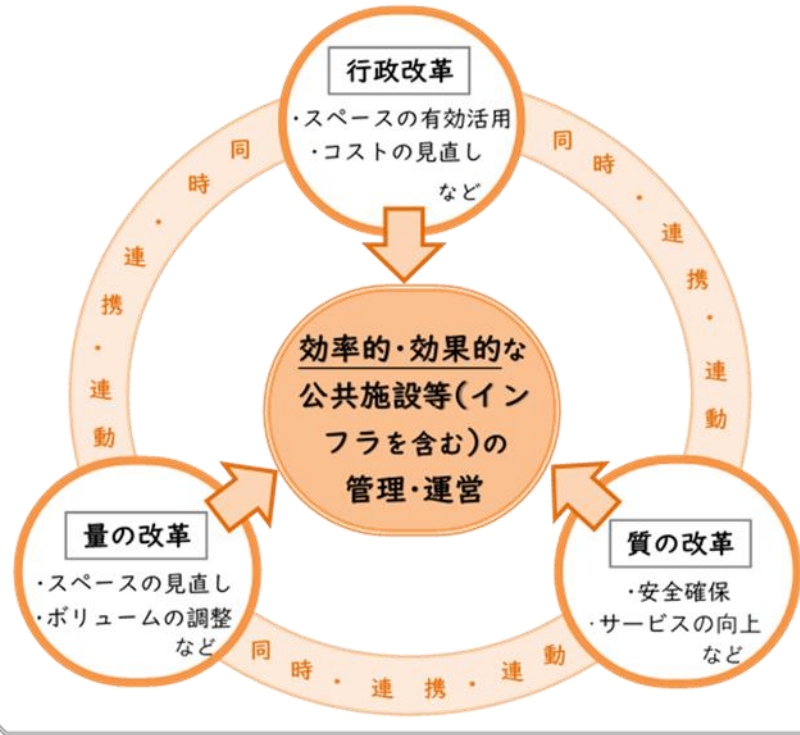 行政改革
・スペースの有効活用
・コストの見直し
など
同時・連携・連動
同時・連携・連動
効率的・効果的な
公共施設等(イン
フラを含む)の
管理・運営
量の改革
・スペースの見直し
・ボリュームの調整
など
質の改革
・安全確保
・サービスの向上
など
同時・連携・連動